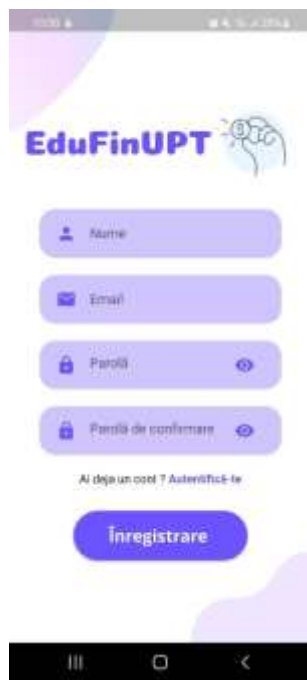 EduFinUPT
Nume
Email
Parolă
Parolă de confirmare
Ai deja un cont ? Autentifică-te
Înregistrare